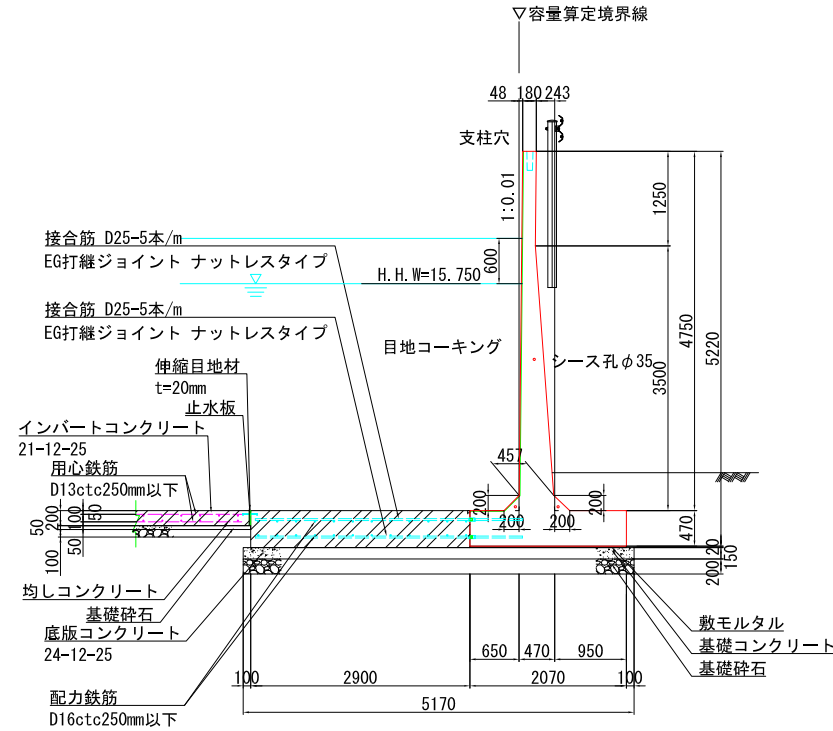 ▽容量算定境界線
48 180 243
支柱穴
1:0.01
1250
600
接合筋 D25-5本/m
EG打継ジョイント ナットレスタイプ
H.H.W=15.750
接合筋 D25-5本/m
EG打継ジョイント ナットレスタイプ
目地コーキング
シース孔φ35
3500
4750
5220
伸縮目地材
t=20mm
止水板
インバートコンクリート
21-12-25
用心鉄筋
D13ctc250mm以下
457
200
200
200
200
470
50
200
100
50
50
100
20
150
200
均しコンクリート
基礎砕石
底版コンクリート
24-12-25
敷モルタル
基礎コンクリート
基礎砕石
650 470 950
100 2900 2070 100
5170
配力鉄筋
D16ctc250mm以下